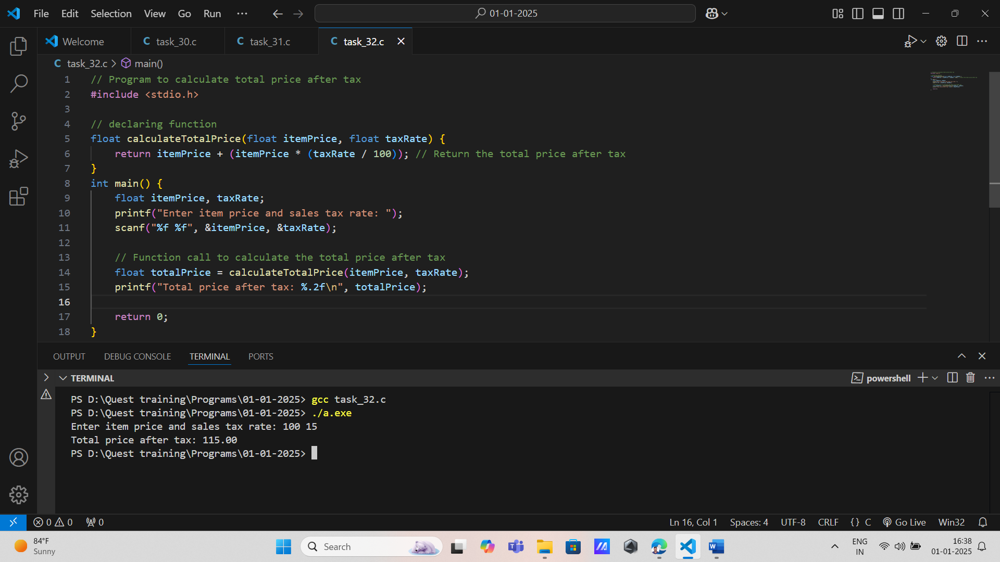 File Edit Selection View Go Run ··· 01-01-2025
Welcome task_30.c task_31.c task_32.c
C task_32.c > main()
1 // Program to calculate total price after tax
2 #include <stdio.h>
3
4 // declaring function
5 float calculateTotalPrice(float itemPrice, float taxRate) {
6     return itemPrice + (itemPrice * (taxRate / 100)); // Return the total price after tax
7 }
8 int main() {
9     float itemPrice, taxRate;
10     printf("Enter item price and sales tax rate: ");
11     scanf("%f %f", &itemPrice, &taxRate);
12
13     // Function call to calculate the total price after tax
14     float totalPrice = calculateTotalPrice(itemPrice, taxRate);
15     printf("Total price after tax: %.2f\n", totalPrice);
16
17     return 0;
18 }
OUTPUT DEBUG CONSOLE TERMINAL PORTS
TERMINAL powershell
PS D:\Quest training\Programs\01-01-2025> gcc task_32.c
PS D:\Quest training\Programs\01-01-2025> ./a.exe
Enter item price and sales tax rate: 100 15
Total price after tax: 115.00
PS D:\Quest training\Programs\01-01-2025>
0 0 0 Ln 16, Col 1 Spaces: 4 UTF-8 CRLF {} C Go Live Win32
84°F
Sunny
Search
ENG
IN
16:38
01-01-2025